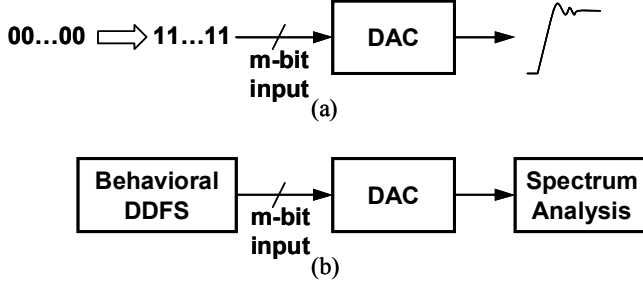 00...00 11...11 DAC
m-bit
input
(a)
Behavioral
DDFS
DAC
Spectrum
Analysis
m-bit
input
(b)